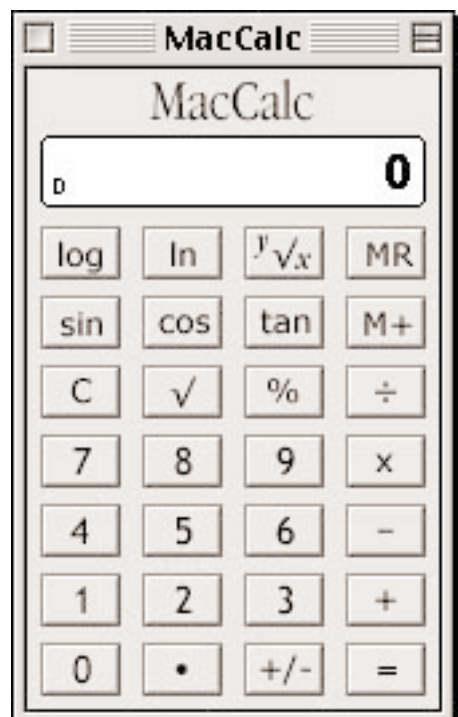 MacCalc
MacCalc
D 0
log ln y√x MR
sin cos tan M+
C √ % ÷
7 8 9 x
4 5 6 -
1 2 3 +
0 • +/- =